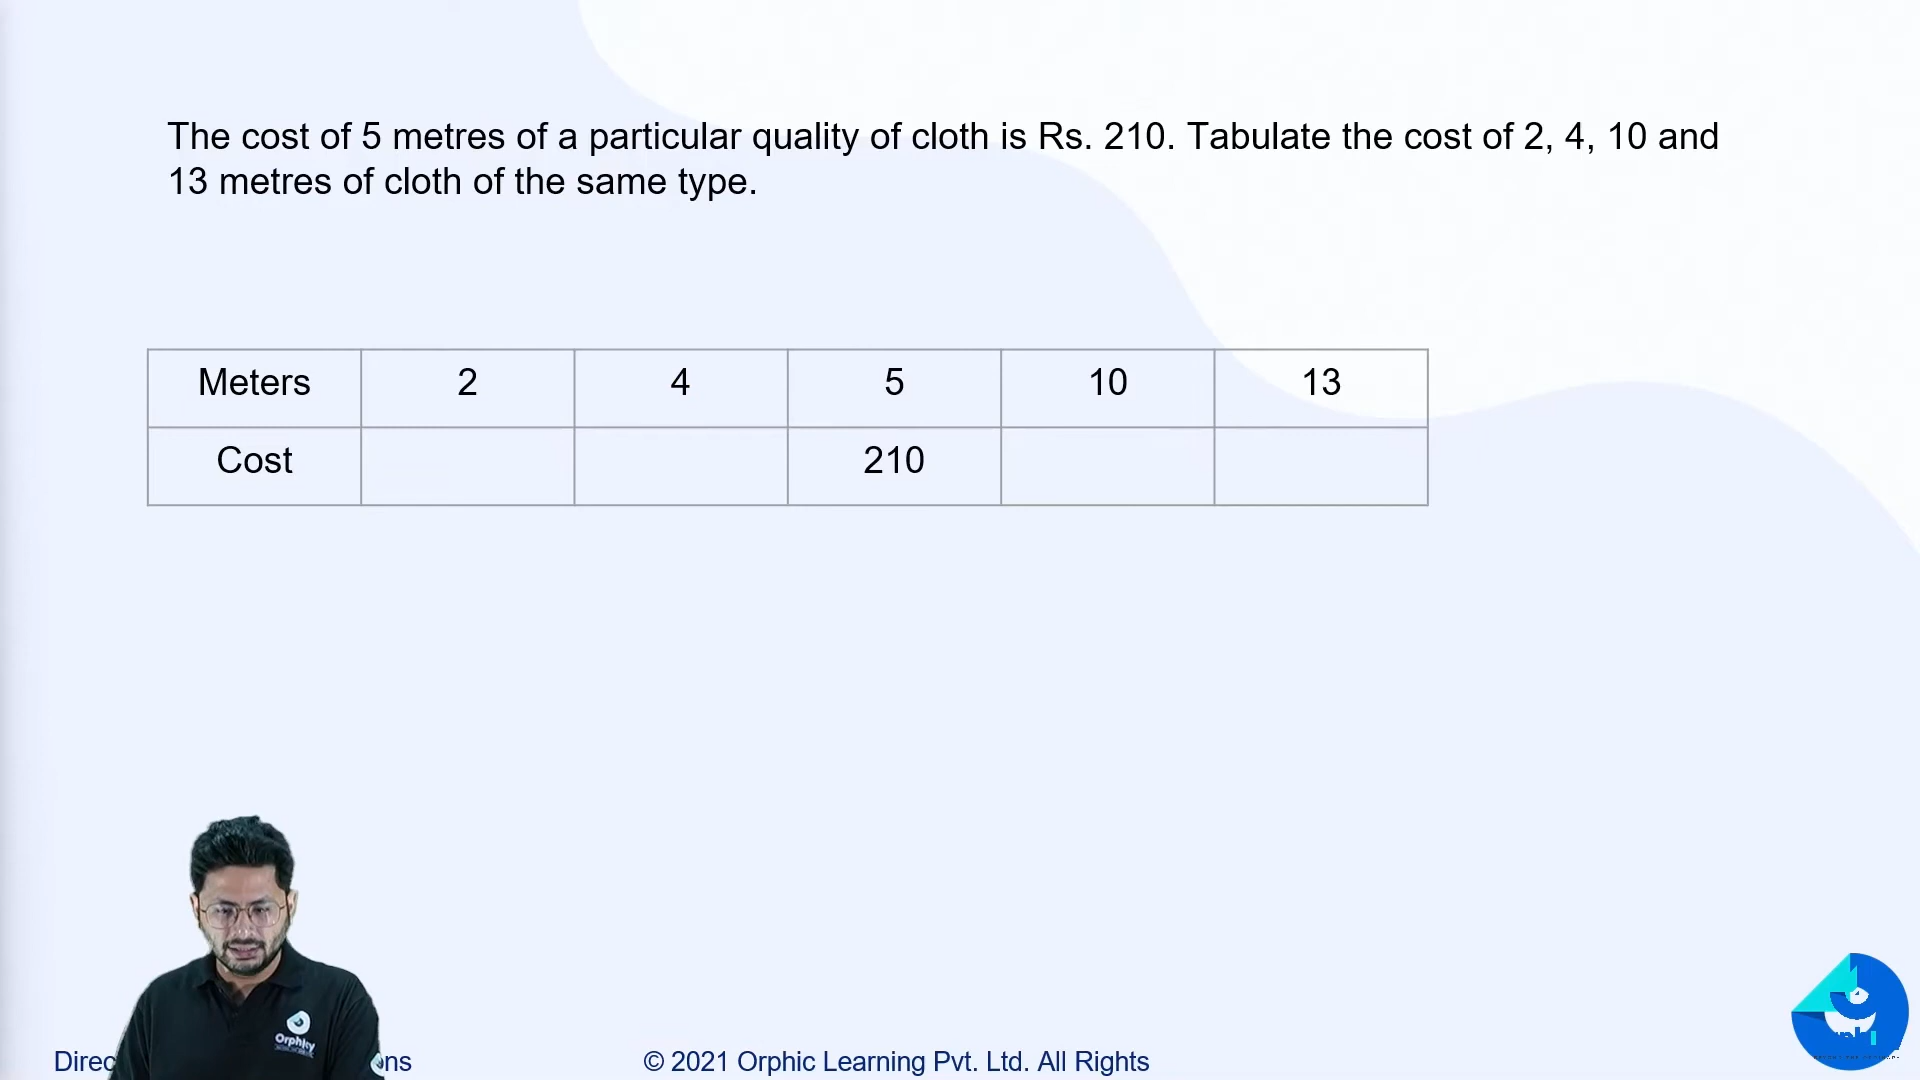 The cost of 5 metres of a particular quality of cloth is Rs. 210. Tabulate the cost of 2, 4, 10 and
13 metres of cloth of the same type.
Meters 2 4 5 10 13
Cost 210
Orphicy
© 2021 Orphic Learning Pvt. Ltd. All Rights